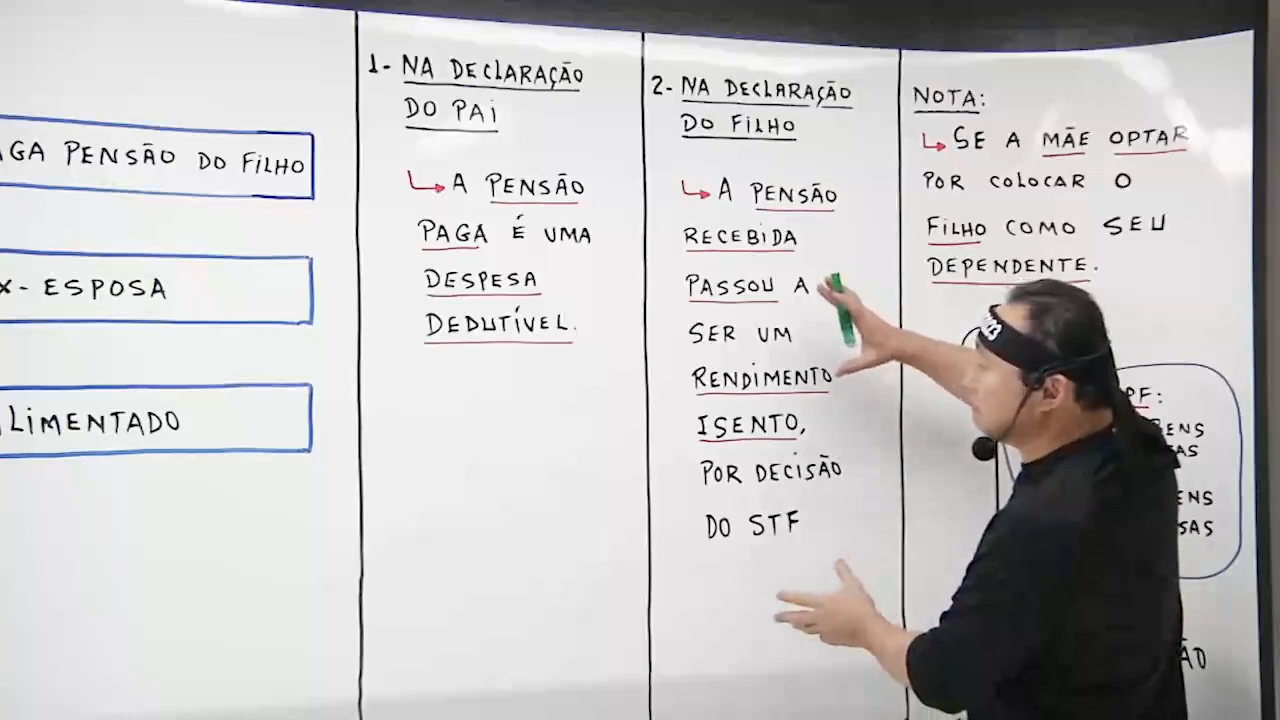 PENSÃO DO FILHO
ESPOSA
1- NA DECLARAÇÃO
DO PAI
↳ A PENSÃO
PAGA É UMA
DESPESA
DEDUTÍVEL.
2- NA DECLARAÇÃO
DO FILHO
↳ A PENSÃO
RECEBIDA
PASSOU A
SER UM
RENDIMENTO
ISENTO,
POR DECISÃO
DO STF
NOTA:
↳ SE A MÃE OPTAR
POR COLOCAR O
FILHO COMO SEU
DEPENDENTE.